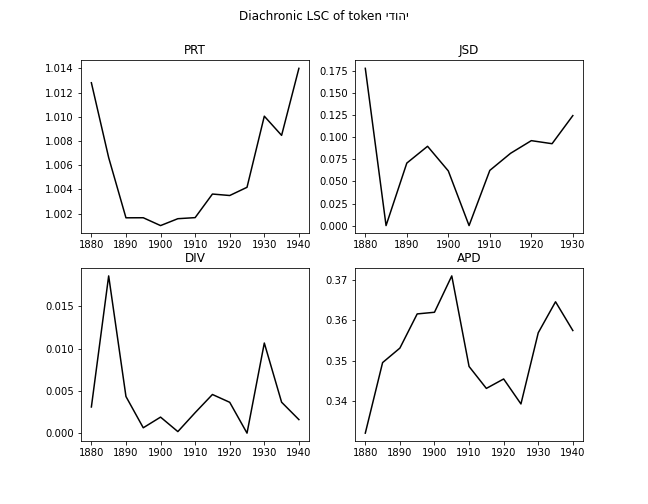 Diachronic LSC of token יהודי
PRT
1.014
1.012
1.010
1.008
1.006
1.004
1.002
1880 1890 1900 1910 1920 1930 1940
JSD
0.175
0.150
0.125
0.100
0.075
0.050
0.025
0.000
1880 1890 1900 1910 1920 1930
DIV
0.015
0.010
0.005
0.000
1880 1890 1900 1910 1920 1930 1940
APD
0.37
0.36
0.35
0.34
1880 1890 1900 1910 1920 1930 1940